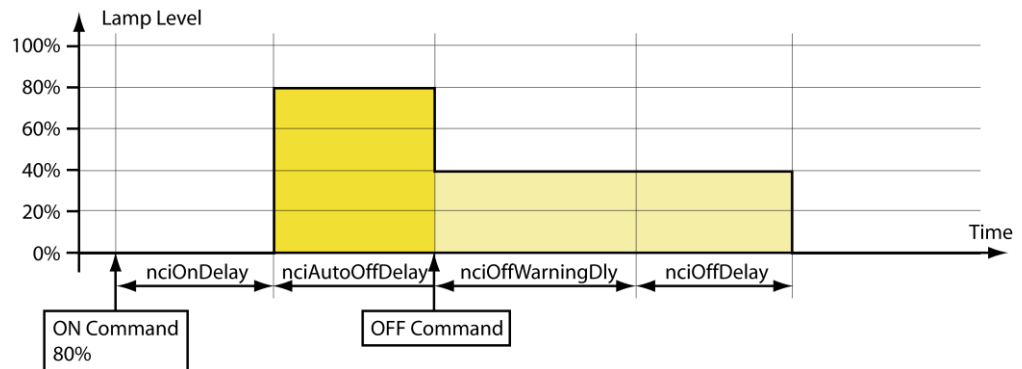 Lamp Level
100%
80%
60%
40%
20%
0%
Time
nciOnDelay
nciAutoOffDelay
nciOffWarningDly
nciOffDelay
ON Command
80%
OFF Command